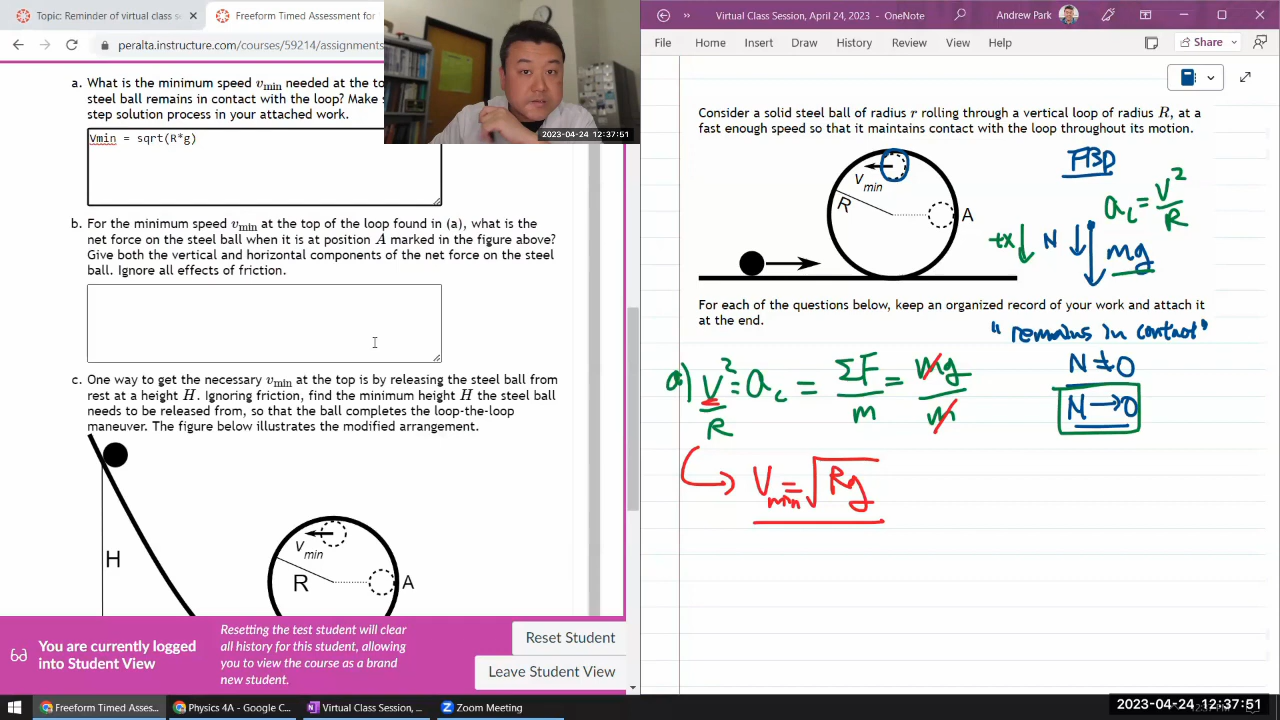 Topic: Reminder of virtual class s
Freeform Timed Assessment for
peralta.instructure.com/courses/59214/assignments
a. What is the minimum speed vmin needed at the to
steel ball remains in contact with the loop? Make
step solution process in your attached work.
Vmin = sqrt(R*g)
b. For the minimum speed vmin at the top of the loop found in (a), what is the
net force on the steel ball when it is at position A marked in the figure above?
Give both the vertical and horizontal components of the net force on the steel
ball. Ignore all effects of friction.
c. One way to get the necessary vmin at the top is by releasing the steel ball from
rest at a height H. Ignoring friction, find the minimum height H the steel ball
needs to be released from, so that the ball completes the loop-the-loop
maneuver. The figure below illustrates the modified arrangement.
H
Vmin
R
A
You are currently logged
into Student View
Resetting the test student will clear
all history for this student, allowing
you to view the course as a brand
new student.
Reset Student
Leave Student View
2023-04-24 12:37:51
Virtual Class Session, April 24, 2023 - OneNote
Andrew Park
File Home Insert Draw History Review View Help
Share
Consider a solid steel ball of radius r rolling through a vertical loop of radius R, at a
fast enough speed so that it maintains contact with the loop throughout its motion.
Vmin
R
A
FBD
ac = V²/R
+x
N
mg
For each of the questions below, keep an organized record of your work and attach it
at the end.
"remains in contact"
N ≠ 0
N → 0
a) V²/R = ac = ΣF/m = mg/m
Vmin = √Rg
Freeform Timed Asses...
Physics 4A - Google C...
Virtual Class Session, ...
Zoom Meeting
2023-04-24 12:37:51